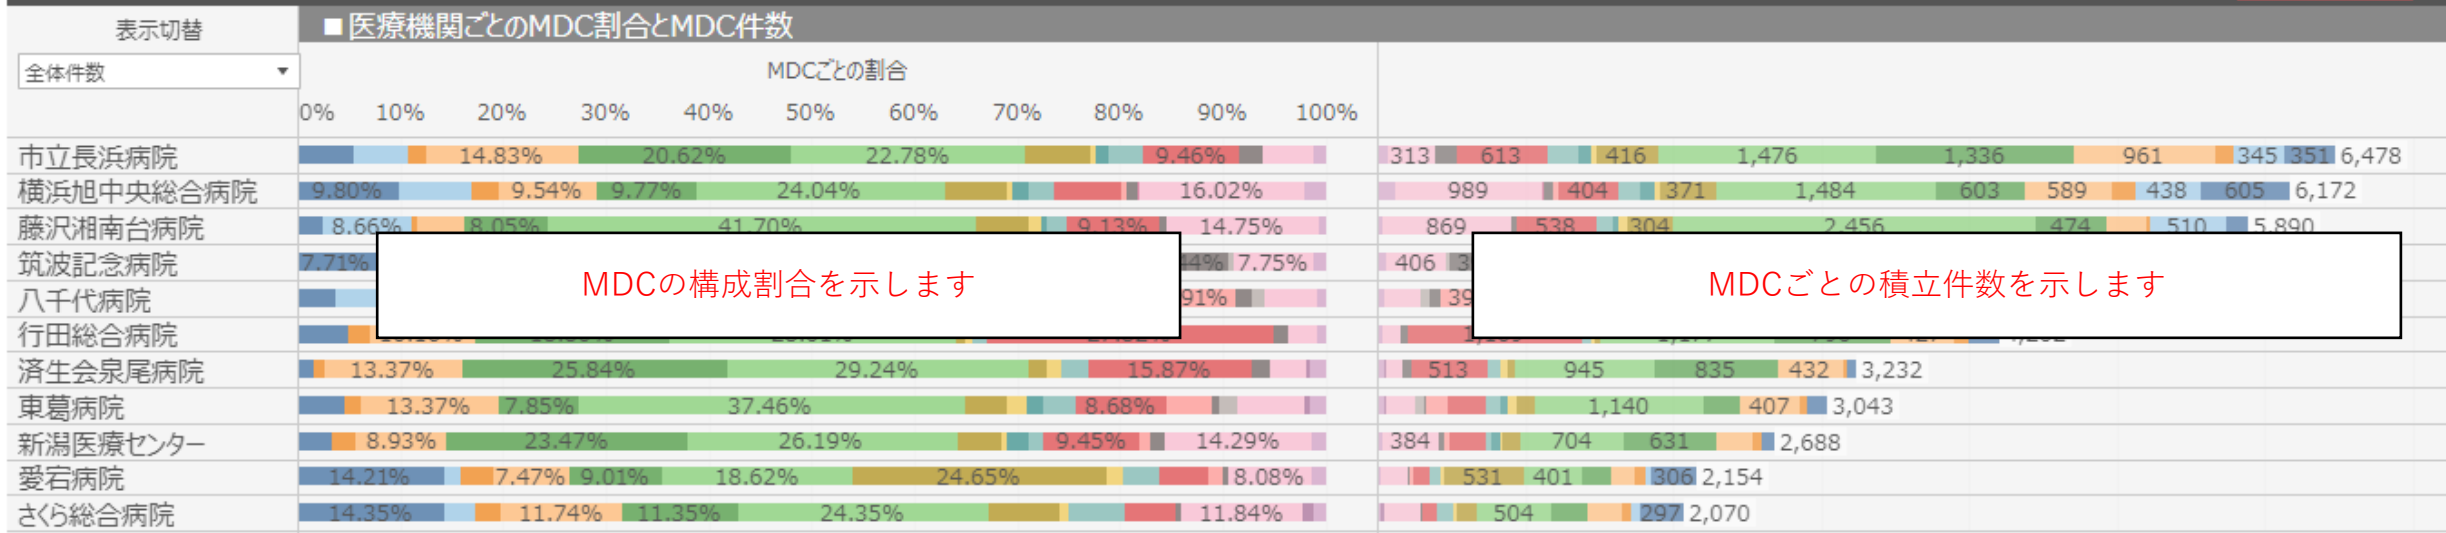 表示切替
■医療機関ごとのMDC割合とMDC件数
全体件数
MDCごとの割合
0% 10% 20% 30% 40% 50% 60% 70% 80% 90% 100%
市立長浜病院 14.83% 20.62% 22.78% 9.46% 313 613 416 1,476 1,336 961 345 351 6,478
横浜旭中央総合病院 9.80% 9.54% 9.77% 24.04% 16.02% 989 404 371 1,484 603 589 438 605 6,172
藤沢湘南台病院 8.66% 8.05% 41.70% 9.13% 14.75% 869 538 304 2,456 474 510 5,890
筑波記念病院 7.71% 7.75% 406
MDCの構成割合を示します
MDCごとの積立件数を示します
八千代病院
行田総合病院
済生会泉尾病院 13.37% 25.84% 29.24% 15.87% 513 945 835 432 3,232
東葛病院 13.37% 7.85% 37.46% 8.68% 1,140 407 3,043
新潟医療センター 8.93% 23.47% 26.19% 9.45% 14.29% 384 704 631 2,688
愛宕病院 14.21% 7.47% 9.01% 18.62% 24.65% 8.08% 531 401 306 2,154
さくら総合病院 14.35% 11.74% 11.35% 24.35% 11.84% 504 297 2,070